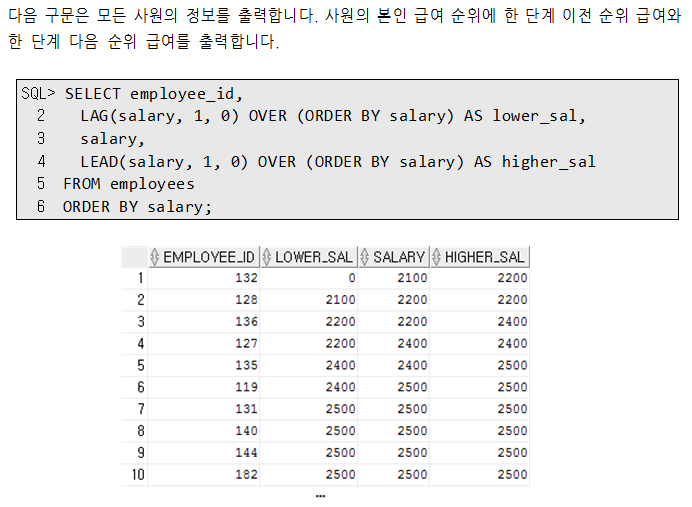 다음 구문은 모든 사원의 정보를 출력합니다. 사원의 본인 급여 순위에 한 단계 이전 순위 급여와
한 단계 다음 순위 급여를 출력합니다.
SQL> SELECT employee_id,
2 LAG(salary, 1, 0) OVER (ORDER BY salary) AS lower_sal,
3 salary,
4 LEAD(salary, 1, 0) OVER (ORDER BY salary) AS higher_sal
5 FROM employees
6 ORDER BY salary;
EMPLOYEE_ID LOWER_SAL SALARY HIGHER_SAL
1 132 0 2100 2200
2 128 2100 2200 2200
3 136 2200 2200 2400
4 127 2200 2400 2400
5 135 2400 2400 2500
6 119 2400 2500 2500
7 131 2500 2500 2500
8 140 2500 2500 2500
9 144 2500 2500 2500
10 182 2500 2500 2500
...